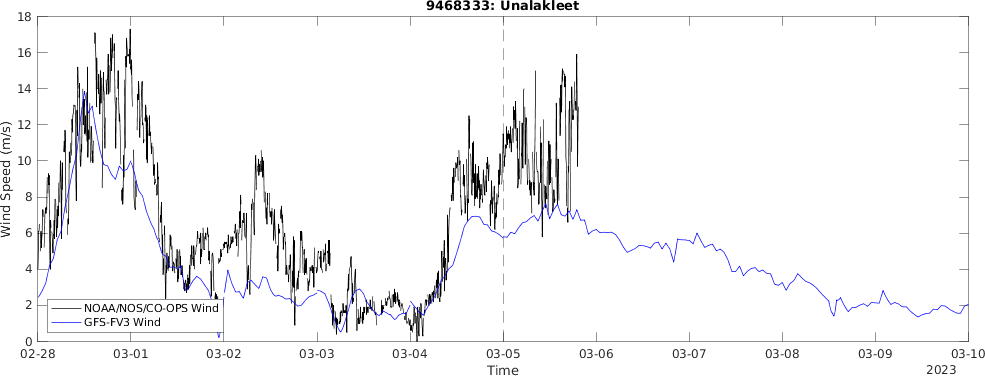 9468333: Unalakleet
18
16
14
12
10
8
6
4
2
0
Wind Speed (m/s)
NOAA/NOS/CO-OPS Wind
GFS-FV3 Wind
02-28 03-01 03-02 03-03 03-04 03-05 03-06 03-07 03-08 03-09 03-10
Time
2023